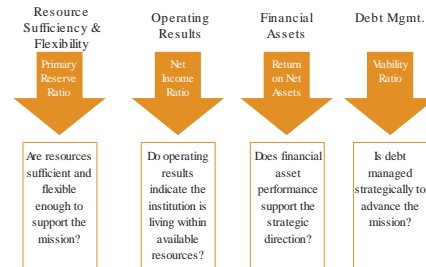 Resource
Sufficiency &
Flexibility
Operating
Results
Financial
Assets
Debt Mgmt.
Primary
Reserve
Ratio
Net
Income
Ratio
Return
on Net
Assets
Viability
Ratio
Are resources
sufficient and
flexible
enough to
support the
mission?
Do operating
results
indicate the
institution is
living within
available
resources?
Does financial
asset
performance
support the
strategic
direction?
Is debt
managed
strategically to
advance the
mission?